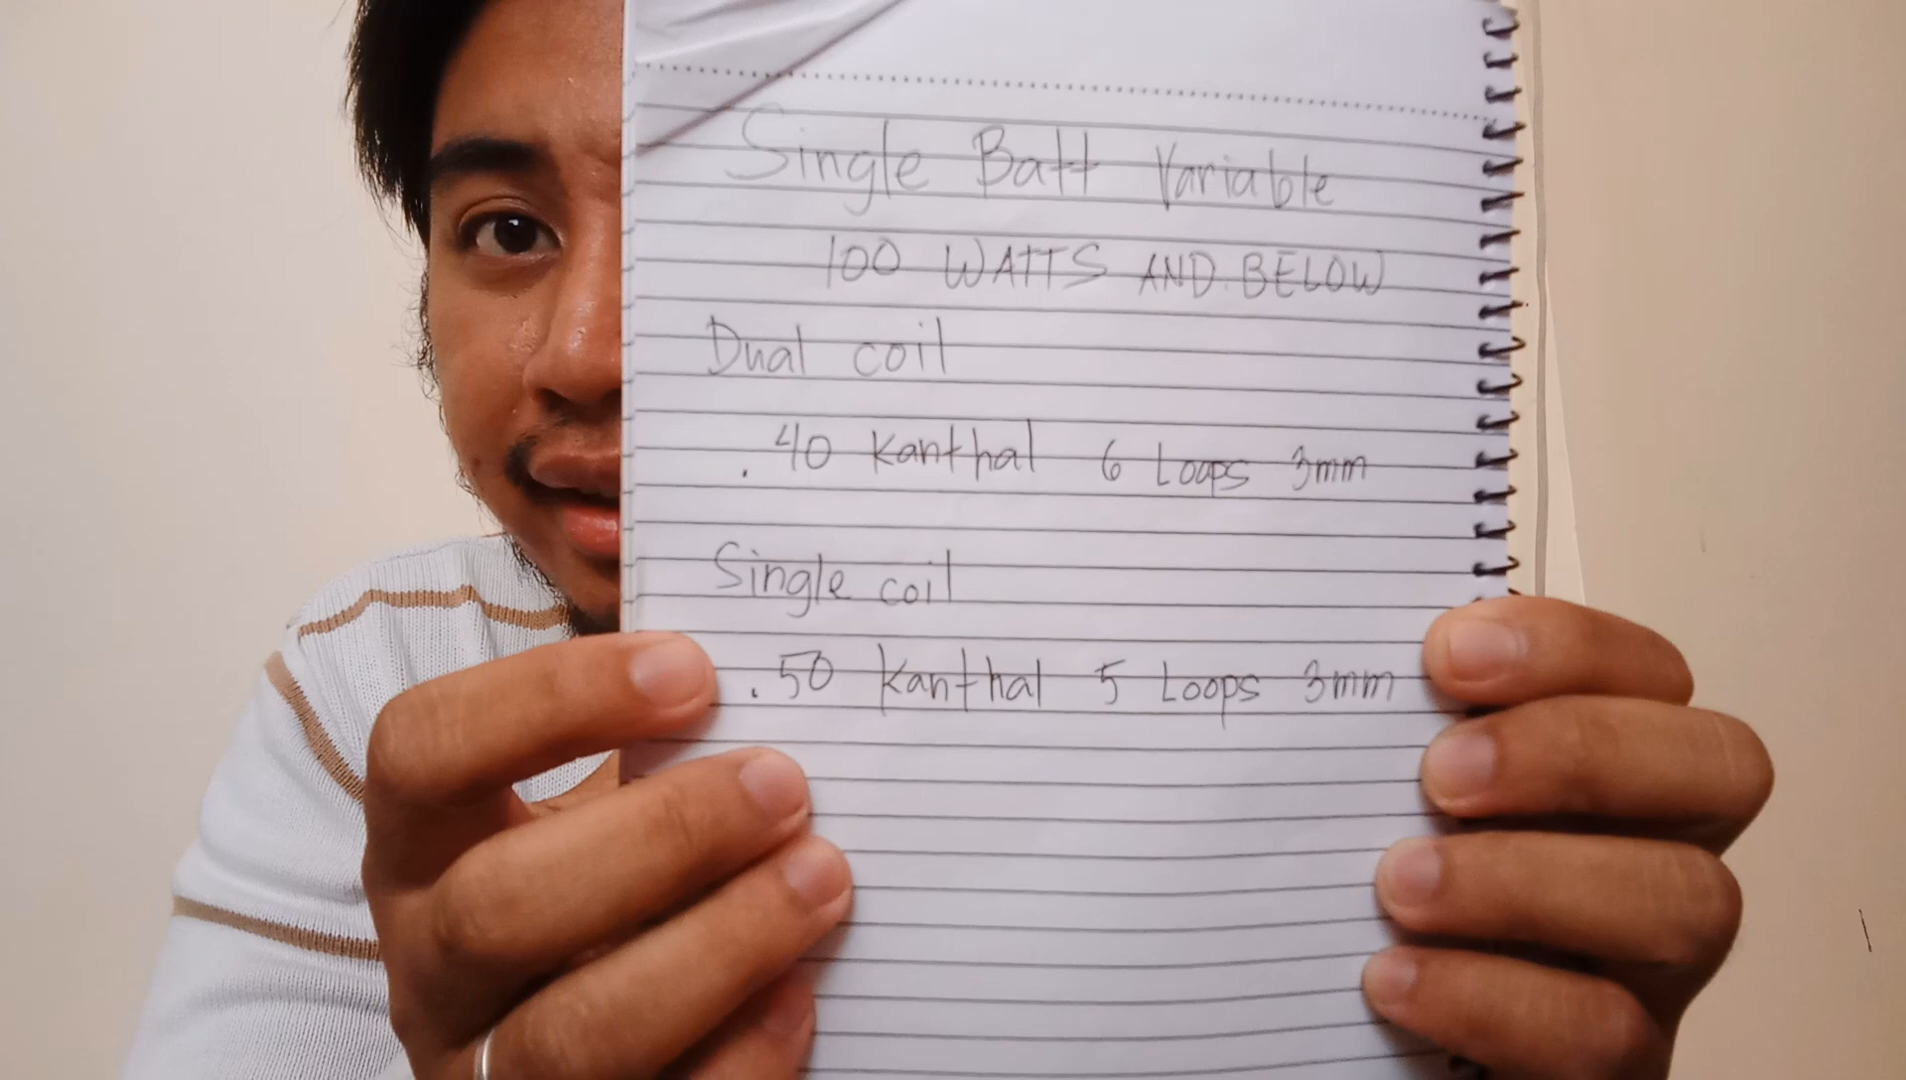 Single Batt Variable
100 WATTS AND BELOW
Dual coil
.40 Kanthal 6 Loops 3mm
Single coil
.50 Kanthal 5 Loops 3mm